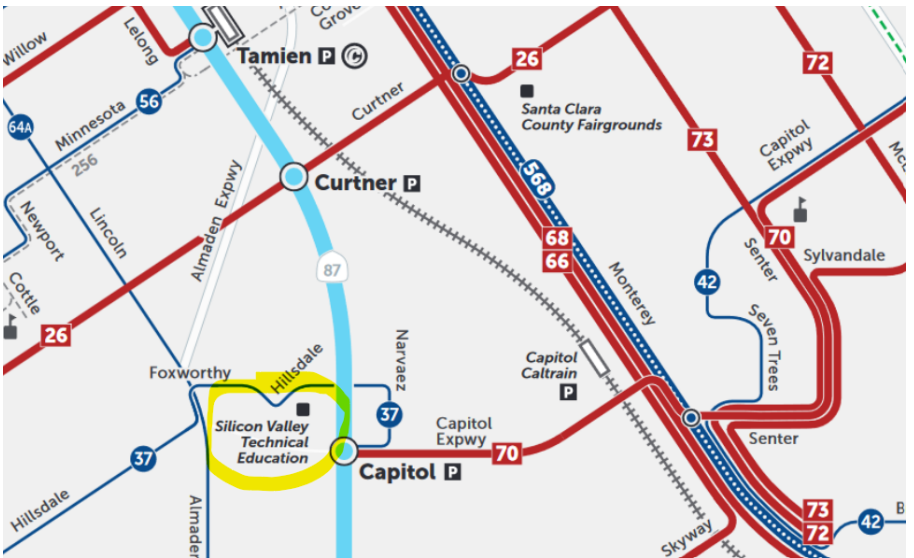 Willow
Lelong
Tamien P C
Grov
26
72
64A
Minnesota
56
256
Curtner
Santa Clara
County Fairgrounds
73
Capitol
Expwy
Curtner P
568
Newport
Lincoln
Almaden Expwy
87
68
66
Monterey
70
Senter
Sylvandale
42
Cottle
26
Seven Trees
Foxworthy
Hillsdale
Narvaez
Capitol
Caltrain
P
37
Silicon Valley
Technical
Education
Capitol
Expwy
70
Senter
37
Capitol P
Hillsdale
Almaden
Skyway
73
72
42
B